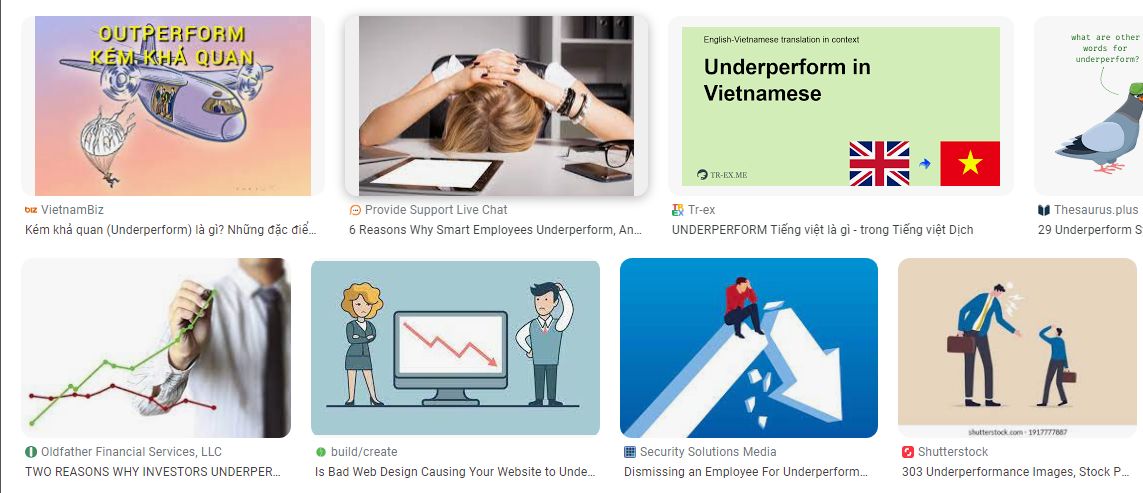 OUTPERFORM
KÉM KHẢ QUAN
English-Vietnamese translation in context
Underperform in
Vietnamese
TR-EX.ME
what are other
words for
underperform?
biz VietnamBiz
Kém khả quan (Underperform) là gì? Những đặc điể...
Provide Support Live Chat
6 Reasons Why Smart Employees Underperform, An...
TR EX Tr-ex
UNDERPERFORM Tiếng việt là gì - trong Tiếng việt Dịch
Thesaurus.plus
29 Underperform S
shutterstock.com · 1917777887
Oldfather Financial Services, LLC
TWO REASONS WHY INVESTORS UNDERPER...
build/create
Is Bad Web Design Causing Your Website to Unde...
Security Solutions Media
Dismissing an Employee For Underperform...
Shutterstock
303 Underperformance Images, Stock P...